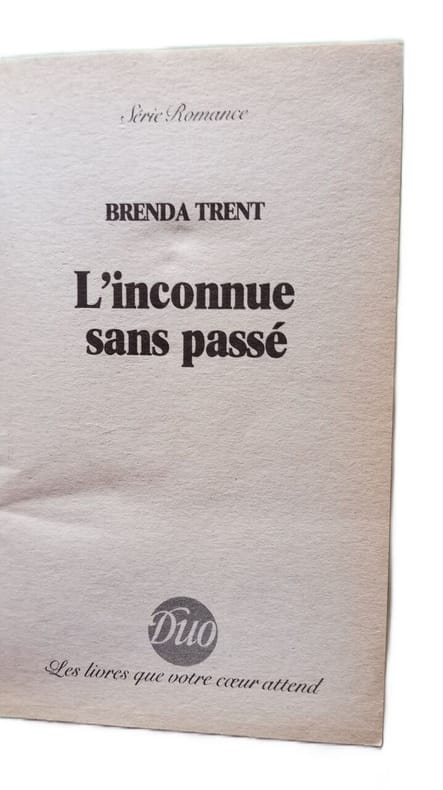 Série Romance
BRENDA TRENT
L'inconnue
sans passé
Duo
Les livres que votre cœur attend